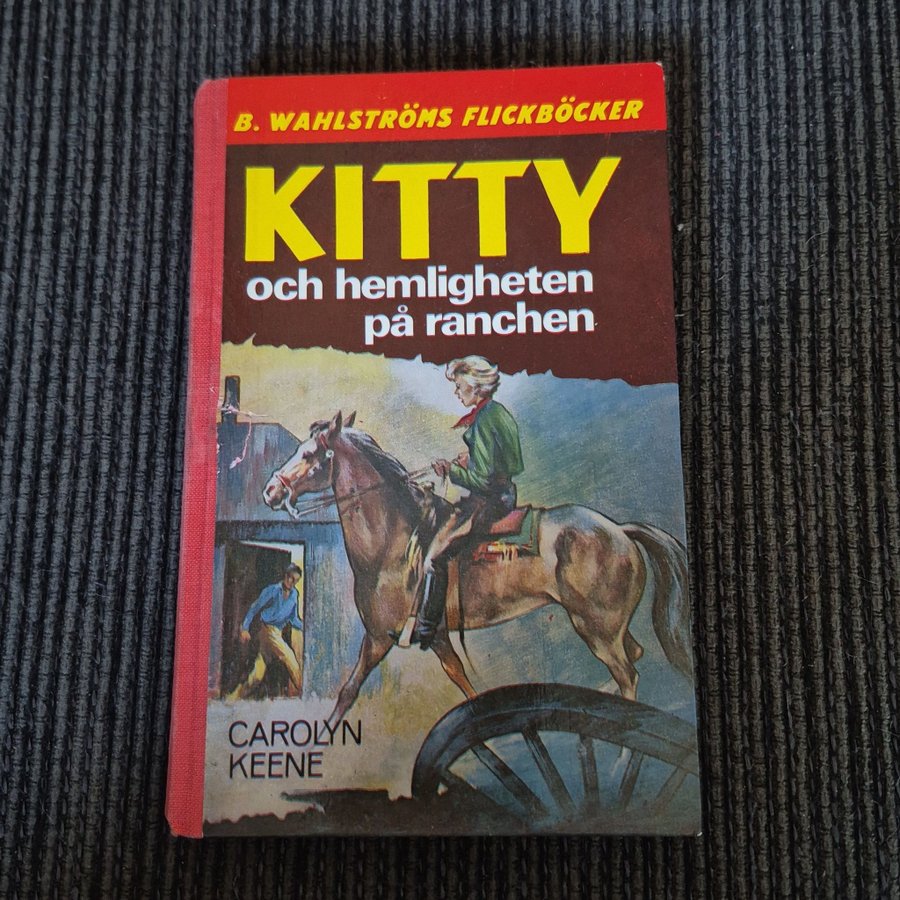 B. WAHLSTRÖMS FLICKBÖCKER
KITTY
och hemligheten
på ranchen
CAROLYN
KEENE